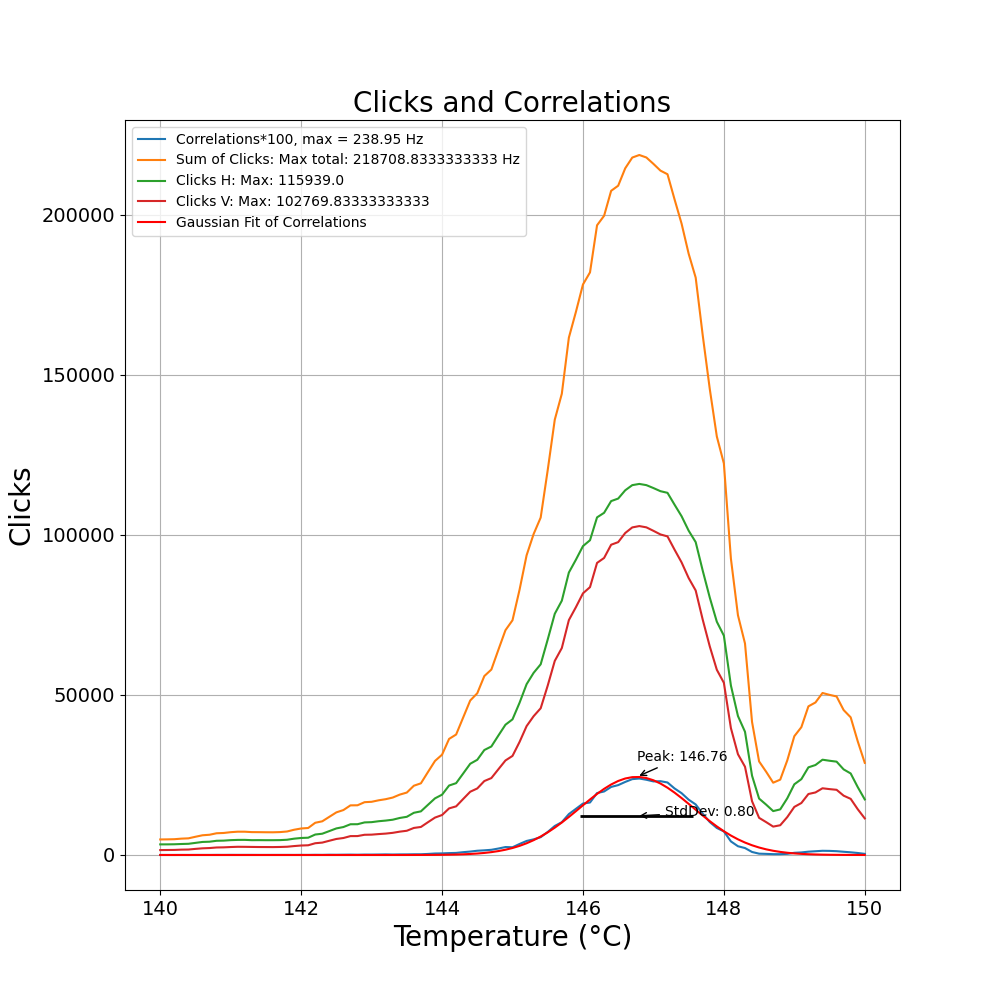 Clicks and Correlations
Correlations*100, max = 238.95 Hz
Sum of Clicks: Max total: 218708.8333333333 Hz
Clicks H: Max: 115939.0
Clicks V: Max: 102769.83333333333
Gaussian Fit of Correlations
200000
150000
100000
50000
0
Clicks
Peak: 146.76
StdDev: 0.80
140 142 144 146 148 150
Temperature (°C)